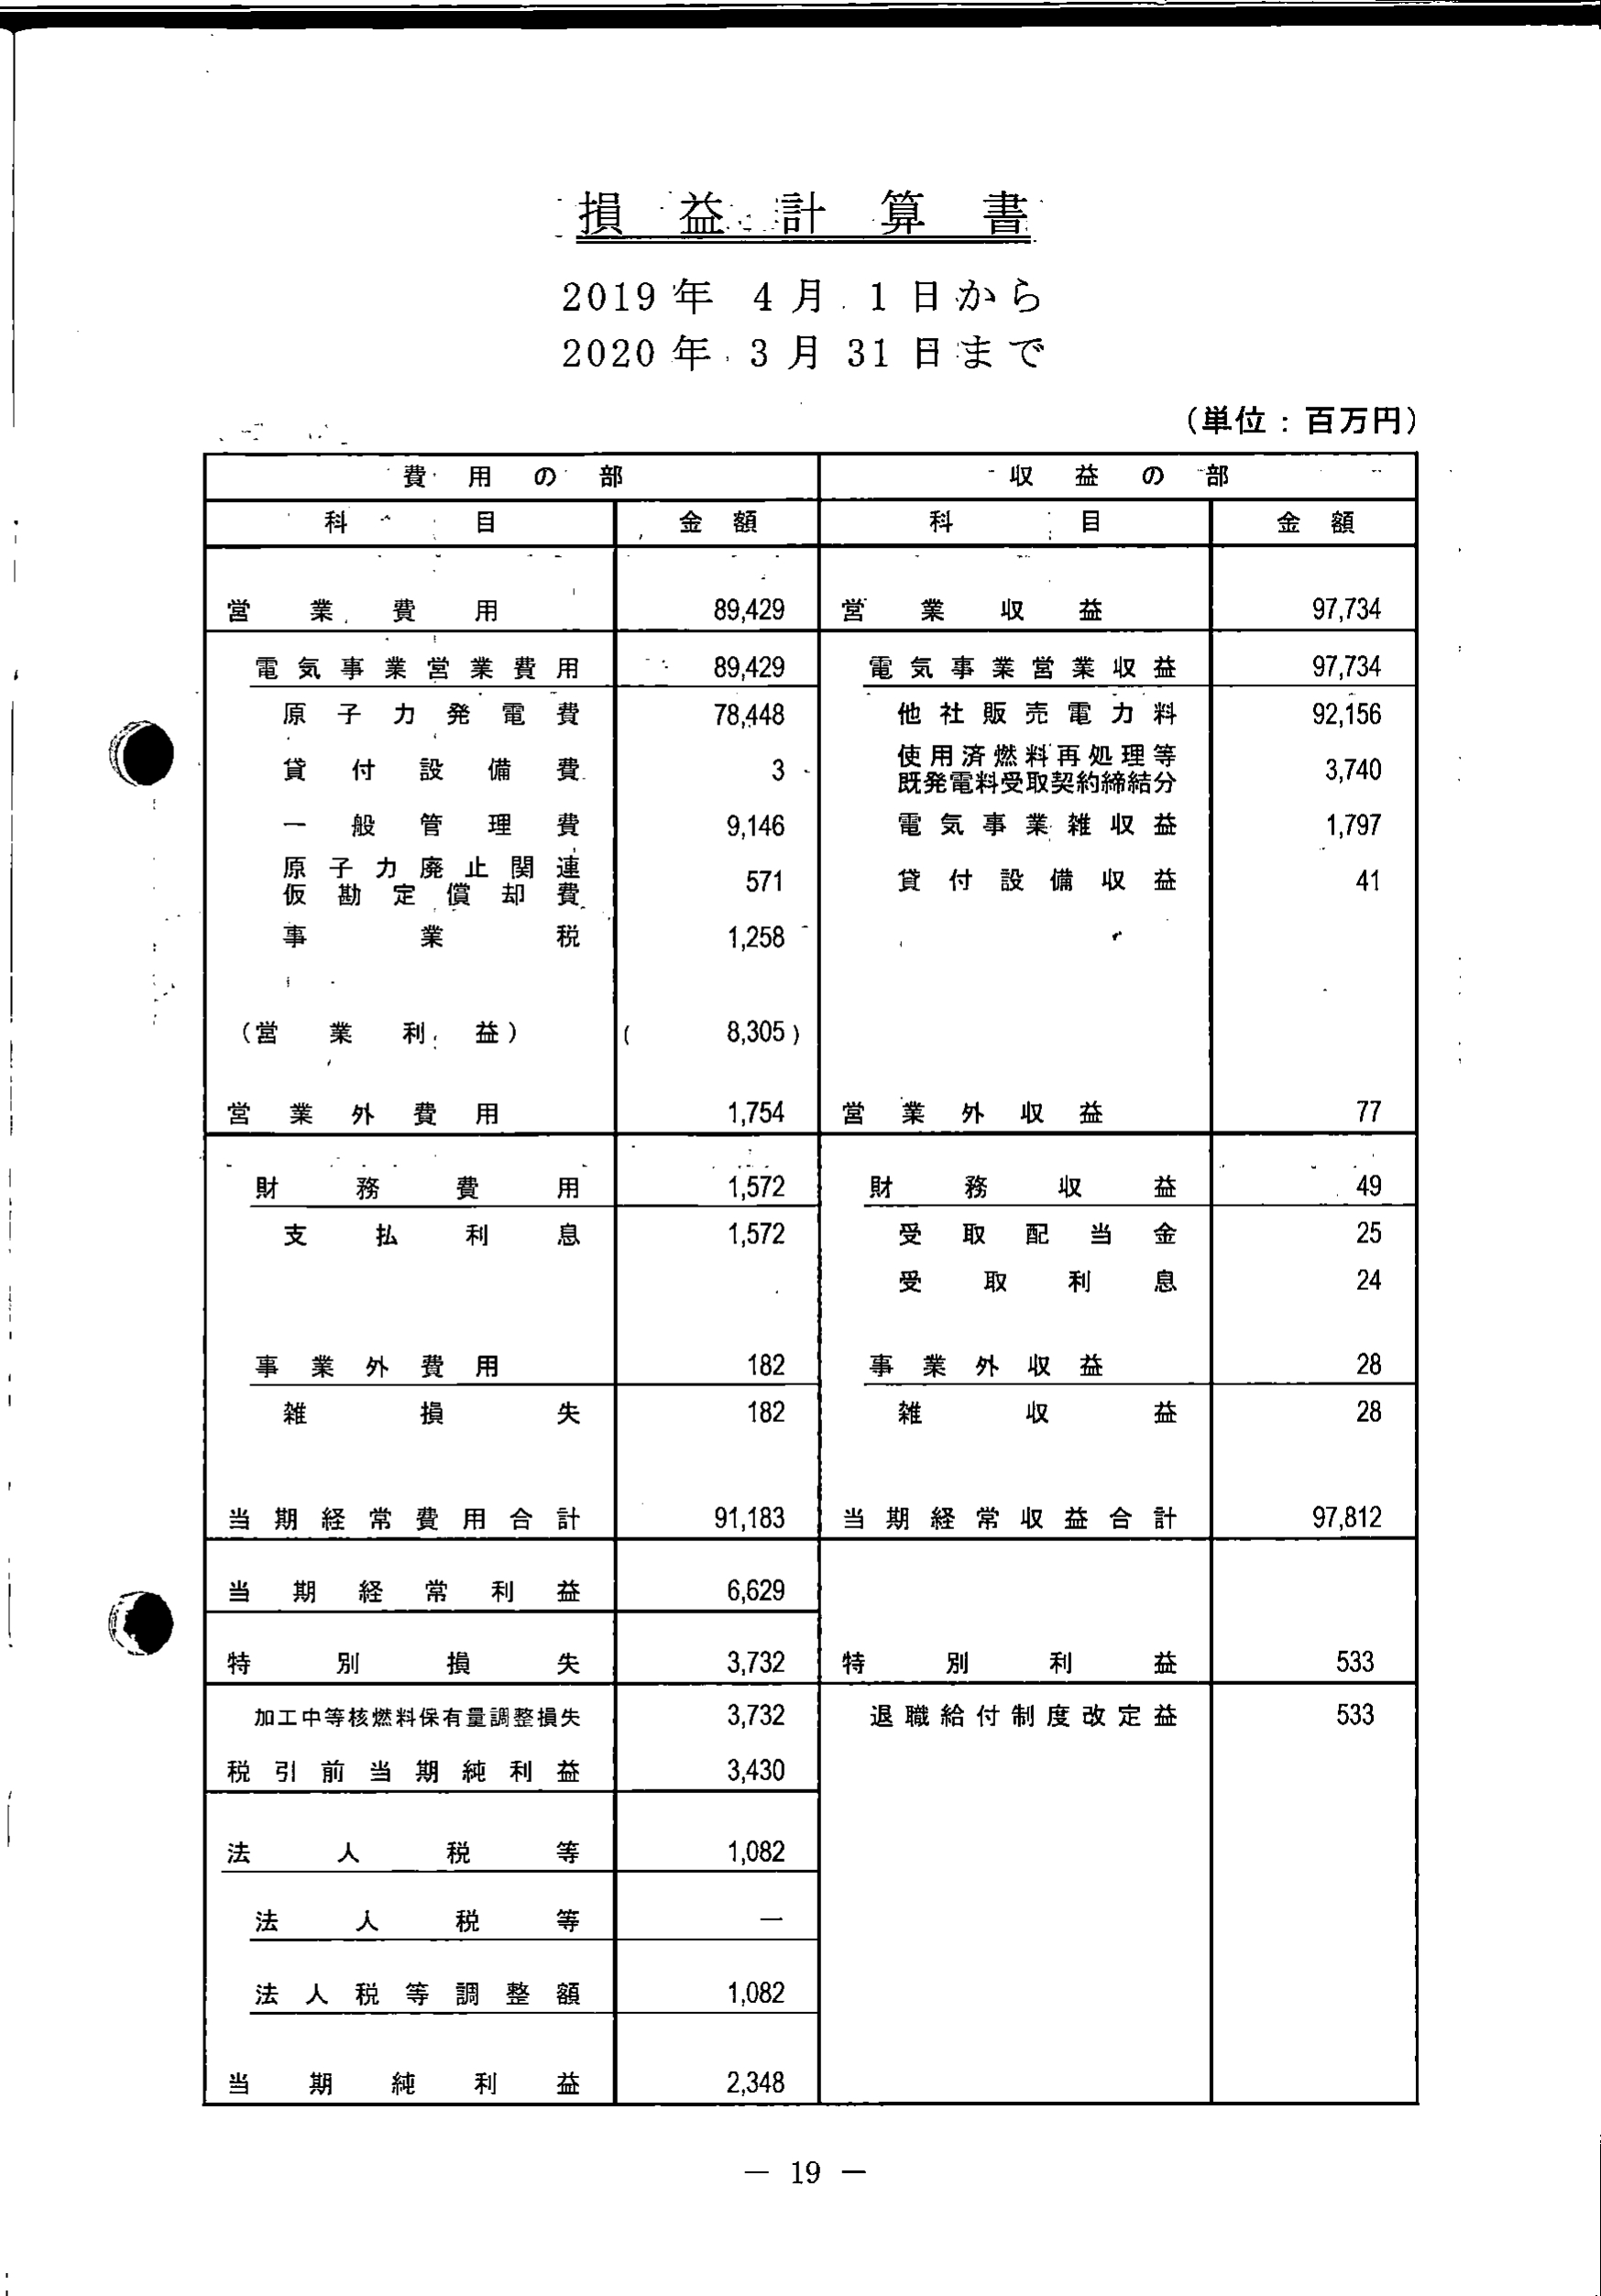 損益計算書
2019年 4月 1日から
2020年 3月 31日まで
（単位：百万円）
費用の部 収益の部
科目 金額 科目 金額
営業費用 89,429 営業収益 97,734
電気事業営業費用 89,429 電気事業営業収益 97,734
原子力発電費 78,448 他社販売電力料 92,156
貸付設備費 3 使用済燃料再処理等
既発電料受取契約締結分 3,740
一般管理費 9,146 電気事業雑収益 1,797
原子力廃止関連
仮勘定償却費 571 貸付設備収益 41
事業税 1,258
（営業利益） （ 8,305）
営業外費用 1,754 営業外収益 77
財務費用 1,572 財務収益 49
支払利息 1,572 受取配当金 25
受取利息 24
事業外費用 182 事業外収益 28
雑損失 182 雑収益 28
当期経常費用合計 91,183 当期経常収益合計 97,812
当期経常利益 6,629
特別損失 3,732 特別利益 533
加工中等核燃料保有量調整損失 3,732 退職給付制度改定益 533
税引前当期純利益 3,430
法人税等 1,082
法人税等 －
法人税等調整額 1,082
当期純利益 2,348
－ 19 －